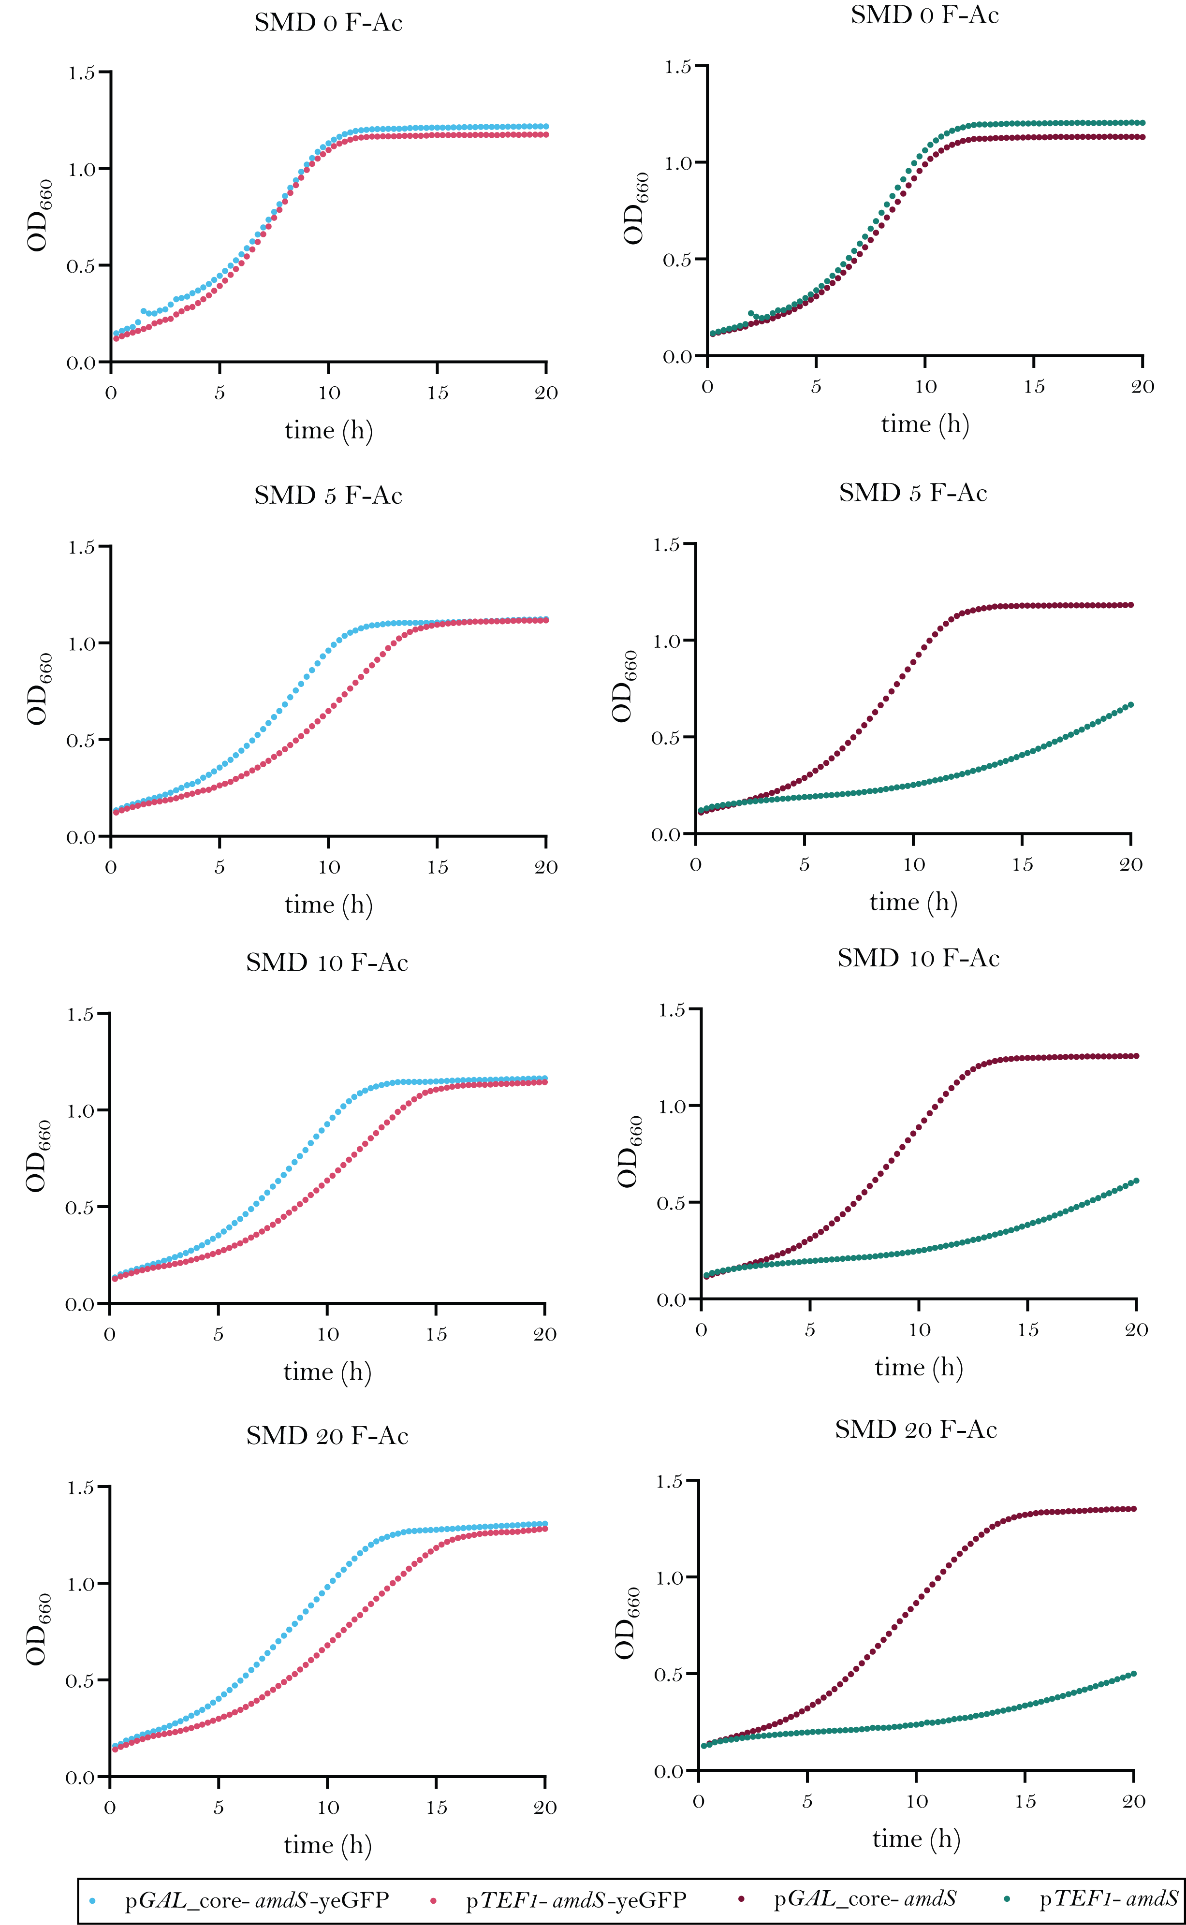 SMD 0 F-Ac
1.5
1.0
0.5
0.0
OD660
0 5 10 15 20
time (h)
SMD 0 F-Ac
1.5
1.0
0.5
0.0
OD660
0 5 10 15 20
time (h)
SMD 5 F-Ac
1.5
1.0
0.5
0.0
OD660
0 5 10 15 20
time (h)
SMD 5 F-Ac
1.5
1.0
0.5
0.0
OD660
0 5 10 15 20
time (h)
SMD 10 F-Ac
1.5
1.0
0.5
0.0
OD660
0 5 10 15 20
time (h)
SMD 10 F-Ac
1.5
1.0
0.5
0.0
OD660
0 5 10 15 20
time (h)
SMD 20 F-Ac
1.5
1.0
0.5
0.0
OD660
0 5 10 15 20
time (h)
SMD 20 F-Ac
1.5
1.0
0.5
0.0
OD660
0 5 10 15 20
time (h)
pGAL_core-amdS-yeGFP pTEF1-amdS-yeGFP pGAL_core-amdS pTEF1-amdS